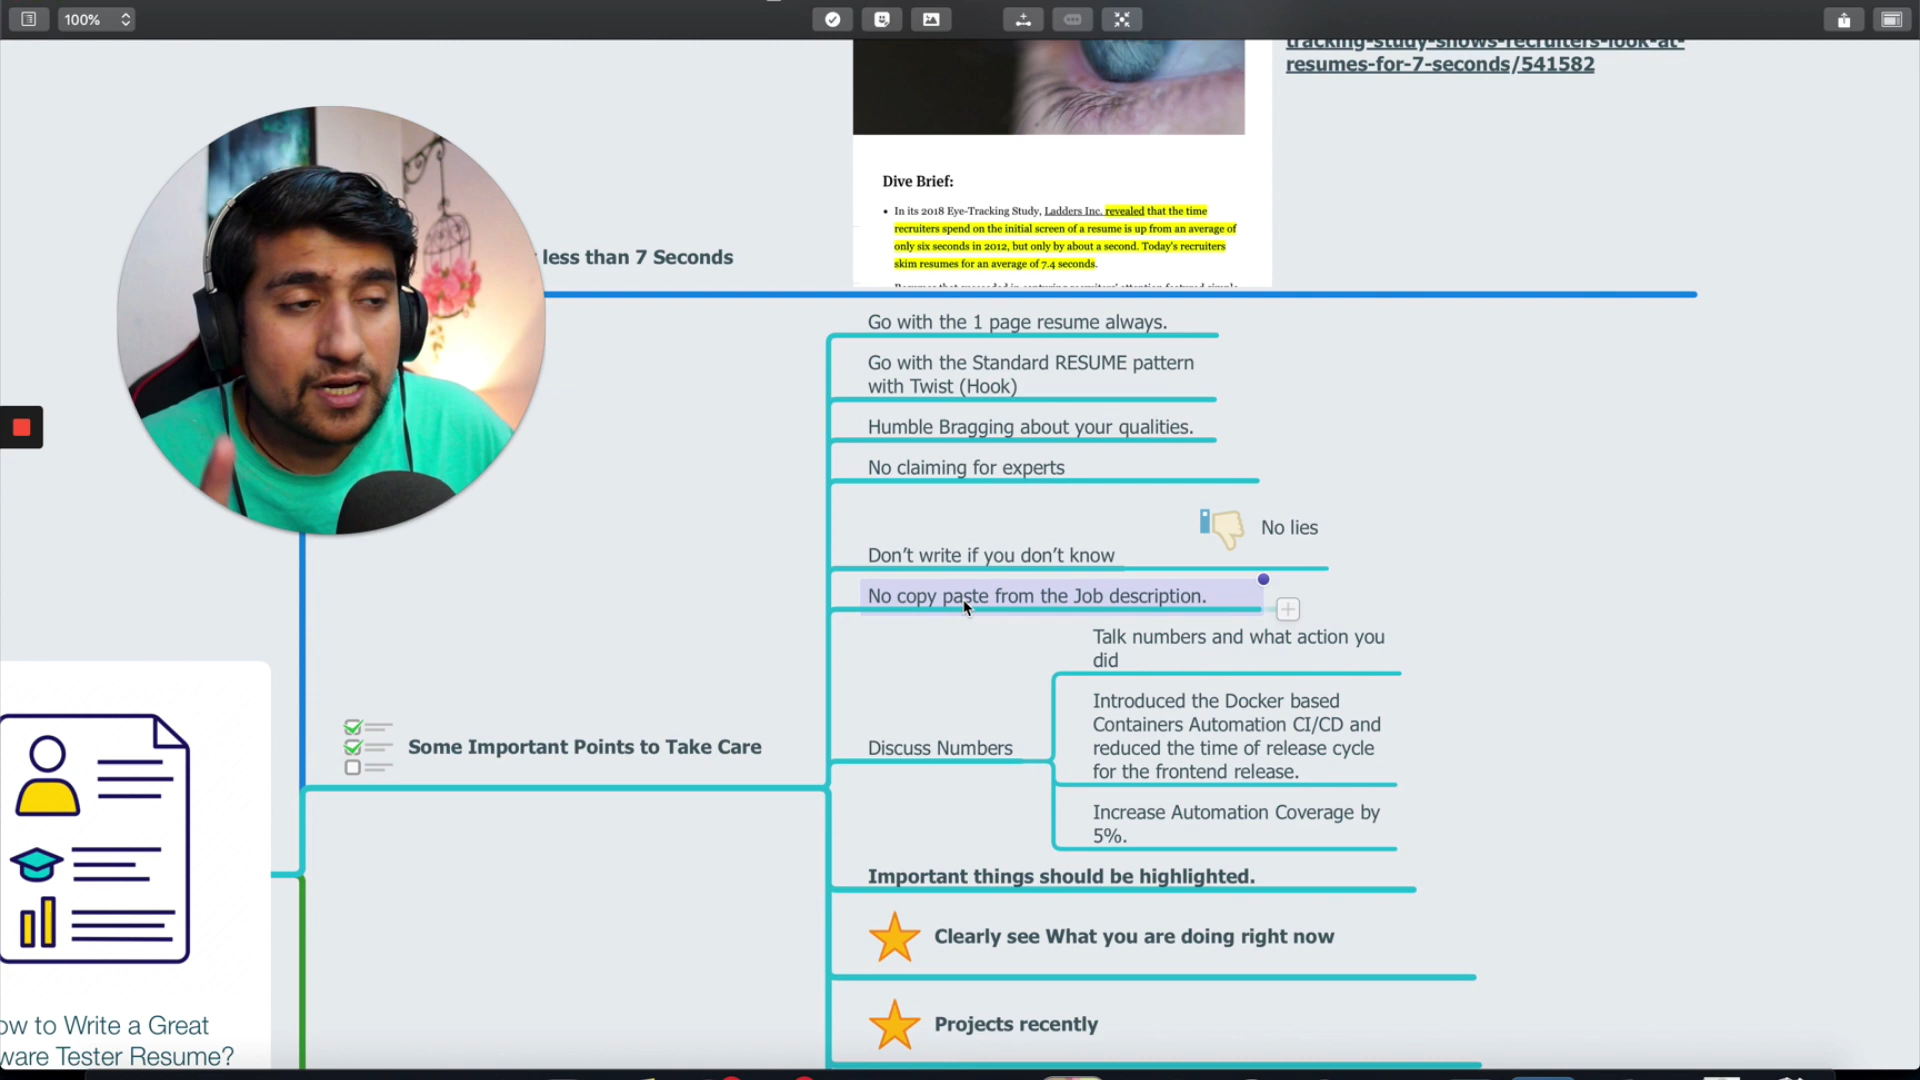 100%
tracking-study-shows-recruiters-look-at-
resumes-for-7-seconds/541582
Dive Brief:
• In its 2018 Eye-Tracking Study, Ladders Inc. revealed that the time
recruiters spend on the initial screen of a resume is up from an average of
only six seconds in 2012, but only by about a second. Today's recruiters
skim resumes for an average of 7.4 seconds.
less than 7 Seconds
Go with the 1 page resume always.
Go with the Standard RESUME pattern
with Twist (Hook)
Humble Bragging about your qualities.
No claiming for experts
No lies
Don't write if you don't know
No copy paste from the Job description.
Talk numbers and what action you
did
Introduced the Docker based
Containers Automation CI/CD and
reduced the time of release cycle
for the frontend release.
Discuss Numbers
Increase Automation Coverage by
5%.
Some Important Points to Take Care
Important things should be highlighted.
Clearly see What you are doing right now
Projects recently
ow to Write a Great
ware Tester Resume?